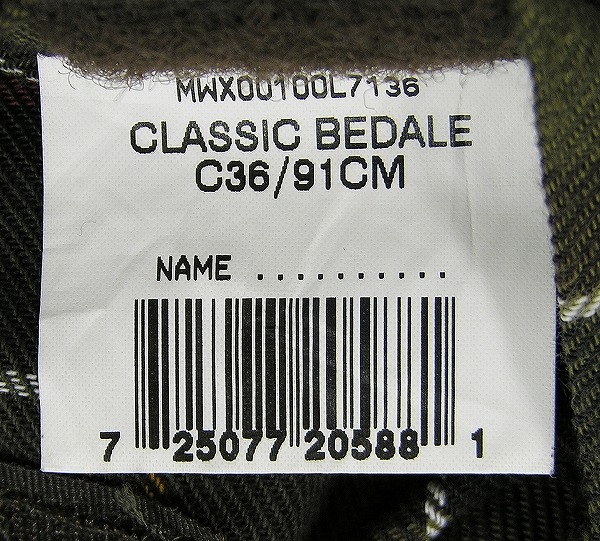 MWX00100L7136
CLASSIC BEDALE
C36/91CM
NAME ..........
7 25077 20588 1